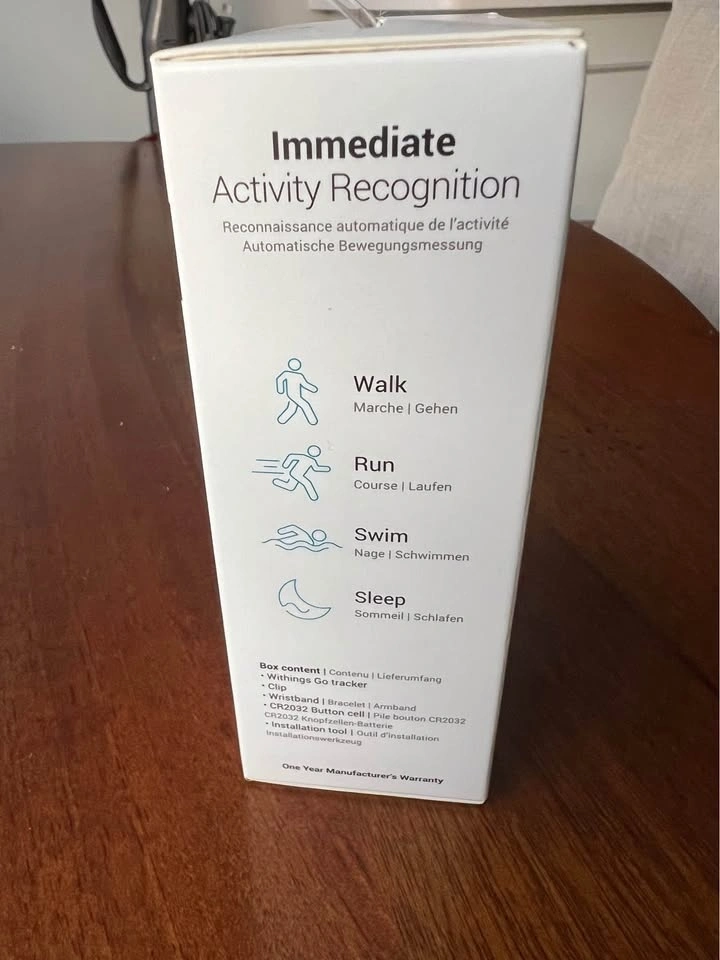 Immediate
Activity Recognition
Reconnaissance automatique de l'activité
Automatische Bewegungsmessung
Walk
Marche | Gehen
Run
Course | Laufen
Swim
Nage | Schwimmen
Sleep
Sommeil | Schlafen
Box content | Contenu | Lieferumfang
• Withings Go tracker
• Clip
• Wristband | Bracelet | Armband
• CR2032 Button cell | Pile bouton CR2032
CR2032 Knopfzellen-Batterie
• Installation tool | Outil d'installation
Installationswerkzeug
One Year Manufacturer's Warranty